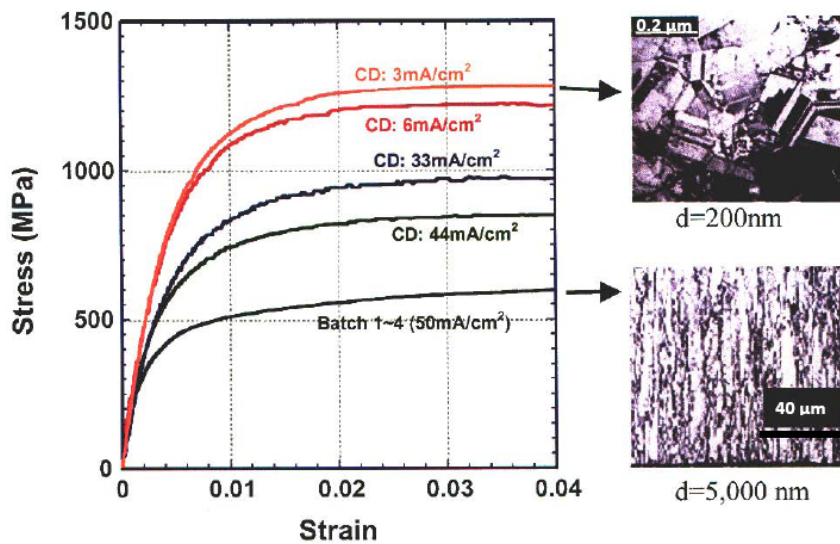 1500
1000
500
0
Stress (MPa)
0
0.01
0.02
0.03
0.04
Strain
CD: 3mA/cm²
CD: 6mA/cm²
CD: 33mA/cm²
CD: 44mA/cm²
Batch 1~4 (50mA/cm²)
0.2 µm
d=200nm
40 µm
d=5,000 nm